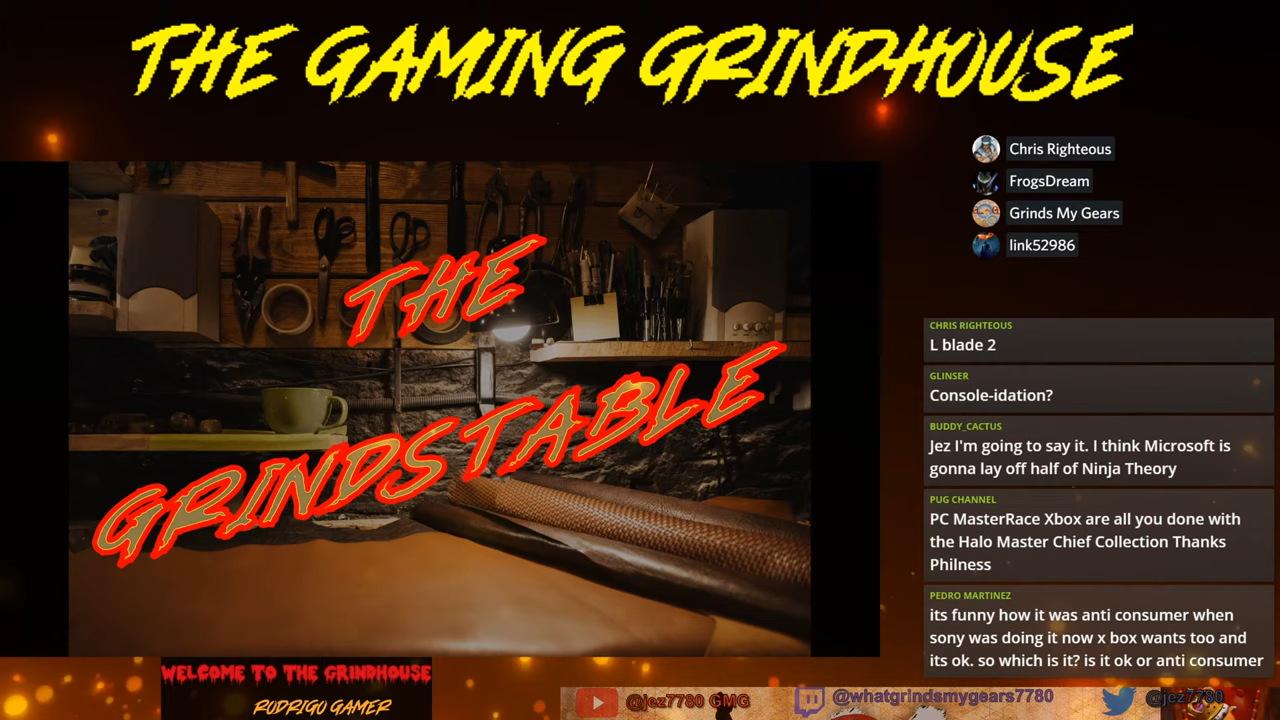 THE GAMING GRINDHOUSE
Chris Righteous
FrogsDream
Grinds My Gears
link52986
THE
GRINDSTABLE
CHRIS RIGHTEOUS
L blade 2
GLINSER
Console-idation?
BUDDY_CACTUS
Jez I'm going to say it. I think Microsoft is
gonna lay off half of Ninja Theory
PUG CHANNEL
PC MasterRace Xbox are all you done with
the Halo Master Chief Collection Thanks
Philness
PEDRO MARTINEZ
its funny how it was anti consumer when
sony was doing it now x box wants too and
its ok. so which is it? is it ok or anti consumer
WELCOME TO THE GRINDHOUSE
RODRIGO GAMER
@jez7780 GMG
@whatgrindsmygears7780
@jez7780